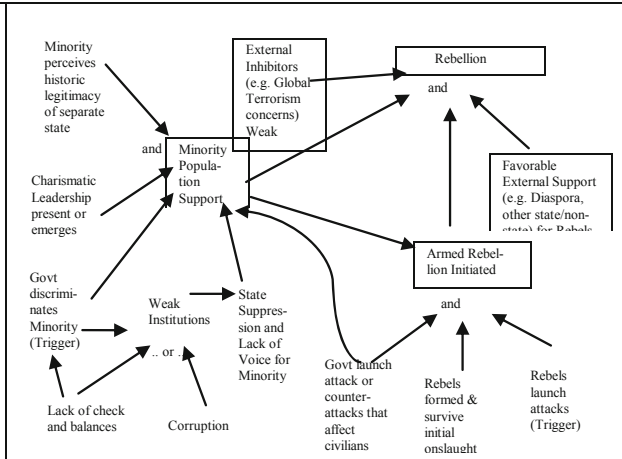 Minority
perceives
historic
legitimacy
of separate
state
External
Inhibitors
(e.g. Global
Terrorism
concerns)
Weak
Rebellion
and
and
Minority
Popula-
tion
Support
Charismatic
Leadership
present or
emerges
Favorable
External Support
(e.g. Diaspora,
other state/non-
state) for Rebels
Armed Rebel-
lion Initiated
and
Govt
discrimi-
nates
Minority
(Trigger)
Weak
Institutions
.. or ..
State
Suppres-
sion and
Lack of
Voice for
Minority
Lack of check
and balances
Corruption
Govt launch
attack or
counter-
attacks that
affect
civilians
Rebels
formed &
survive
initial
onslaught
Rebels
launch
attacks
(Trigger)